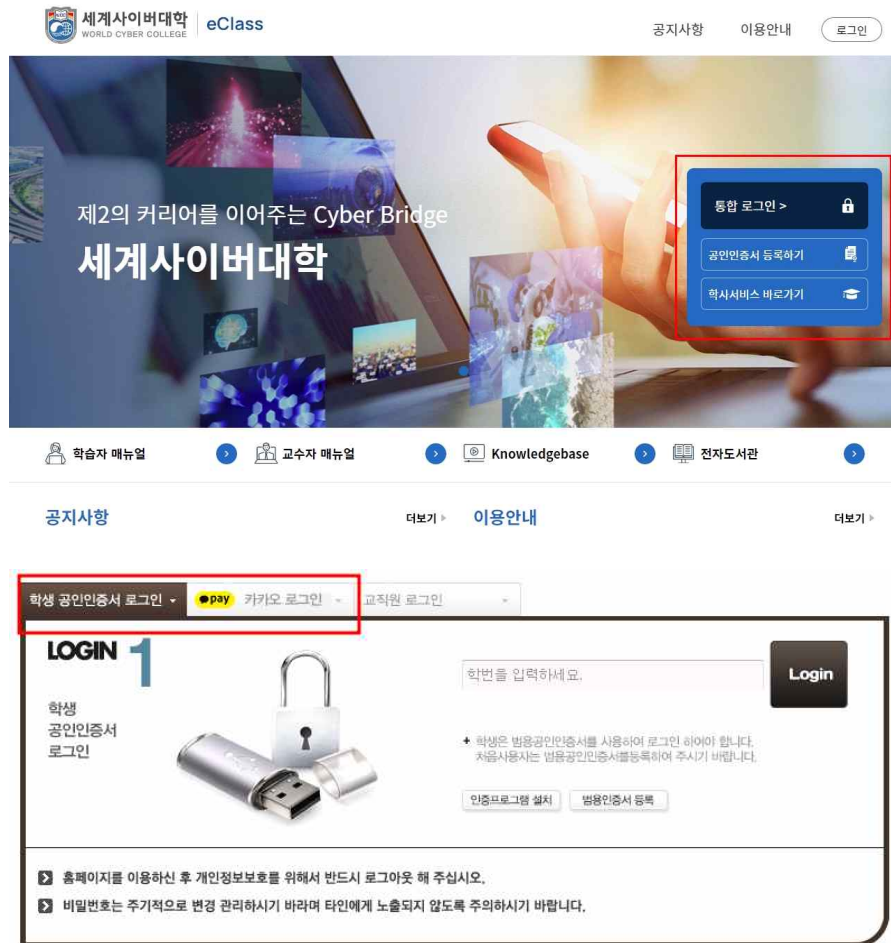 세계사이버대학
WORLD CYBER COLLEGE
eClass
공지사항 이용안내 로그인
제2의 커리어를 이어주는 Cyber Bridge
세계사이버대학
통합 로그인 >
공인인증서 등록하기
학사서비스 바로가기
학습자 매뉴얼 교수자 매뉴얼 Knowledgebase 전자도서관
공지사항 더보기 이용안내 더보기
학생 공인인증서 로그인 pay 카카오 로그인 교직원 로그인
LOGIN 1
학생
공인인증서
로그인
학번을 입력하세요.
Login
+ 학생은 범용공인인증서를 사용하여 로그인 하여야 합니다.
처음사용자는 범용공인인증서를등록하여 주시기 바랍니다.
인증프로그램 설치 범용인증서 등록
홈페이지를 이용하신 후 개인정보보호를 위해서 반드시 로그아웃 해 주십시오.
비밀번호는 주기적으로 변경 관리하시기 바라며 타인에게 노출되지 않도록 주의하시기 바랍니다.